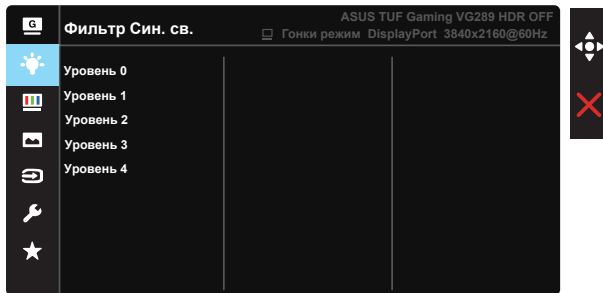 G
Фильтр Син. св.
ASUS TUF Gaming VG289 HDR OFF
Гонки режим DisplayPort 3840x2160@60Hz
Уровень 0
Уровень 1
Уровень 2
Уровень 3
Уровень 4